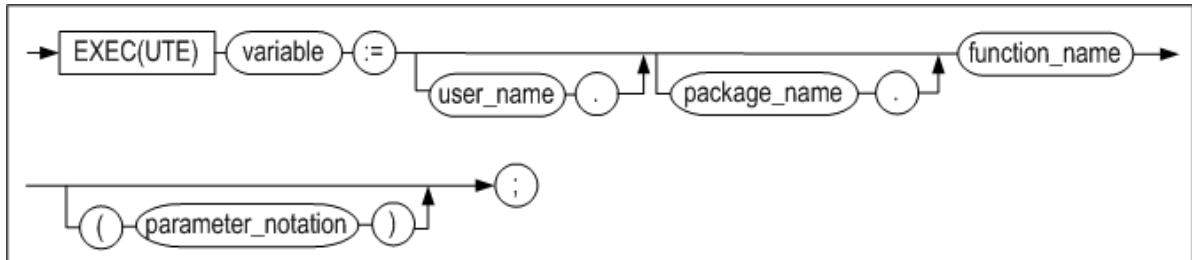 EXEC(UTE) variable := function_name
user_name . package_name .
;
( parameter_notation )